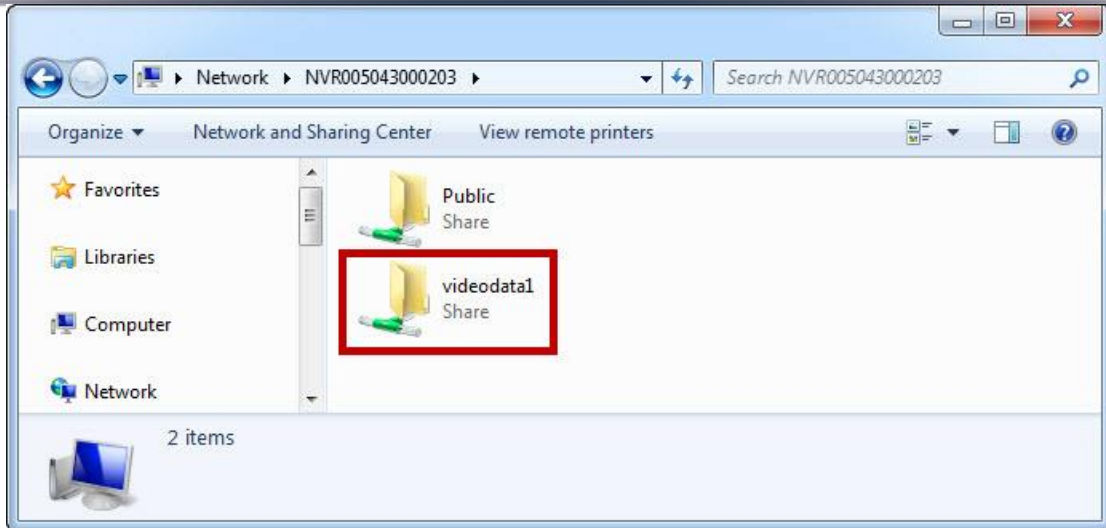 Network ▸ NVR005043000203 ▸
Search NVR005043000203
Organize
Network and Sharing Center
View remote printers
Favorites
Libraries
Computer
Network
Public
Share
videodata1
Share
2 items